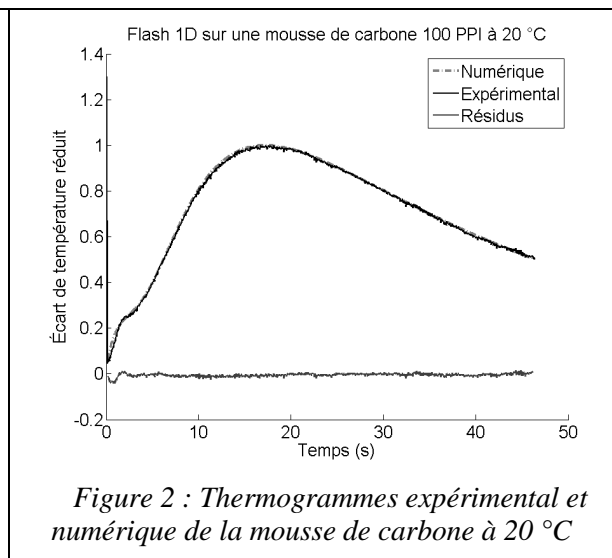 Flash 1D sur une mousse de carbone 100 PPI à 20 °C
1.4
1.2
1
0.8
0.6
0.4
0.2
0
-0.2
Écart de température réduit
Numérique
Expérimental
Résidus
0
10
20
30
40
50
Temps (s)
Figure 2 : Thermogrammes expérimental et
numérique de la mousse de carbone à 20 °C